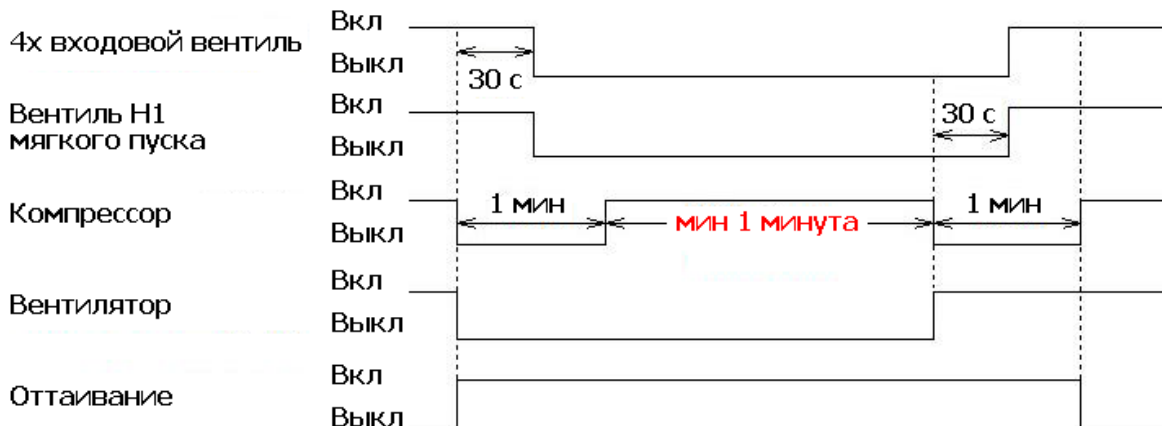 4х входовой вентиль
Вкл
Выкл
30 с
Вентиль Н1
мягкого пуска
Вкл
Выкл
30 с
Компрессор
Вкл
Выкл
1 мин
мин 1 минута
1 мин
Вентилятор
Вкл
Выкл
Оттаивание
Вкл
Выкл